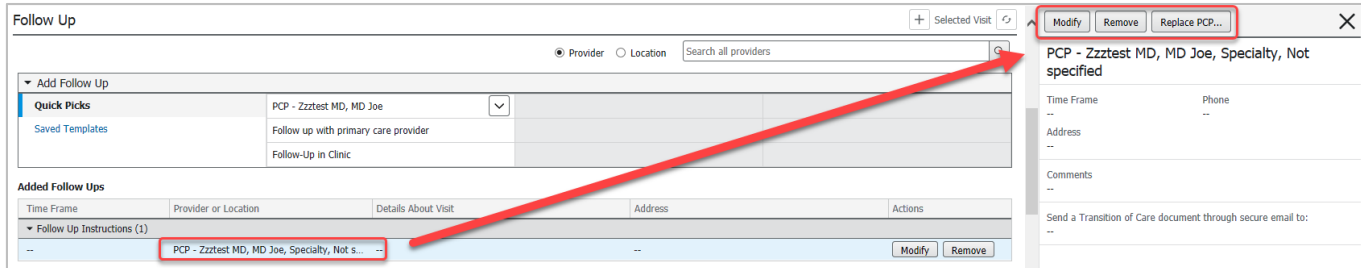 Follow Up
+ Selected Visit
Provider Location Search all providers
Add Follow Up
Quick Picks
PCP - Zzztest MD, MD Joe
Saved Templates
Follow up with primary care provider
Follow-Up in Clinic
Added Follow Ups
Time Frame Provider or Location Details About Visit Address Actions
Follow Up Instructions (1)
-- PCP - Zzztest MD, MD Joe, Specialty, Not s... -- -- Modify Remove
Modify Remove Replace PCP...
PCP - Zzztest MD, MD Joe, Specialty, Not
specified
Time Frame Phone
-- --
Address
--
Comments
--
Send a Transition of Care document through secure email to:
--